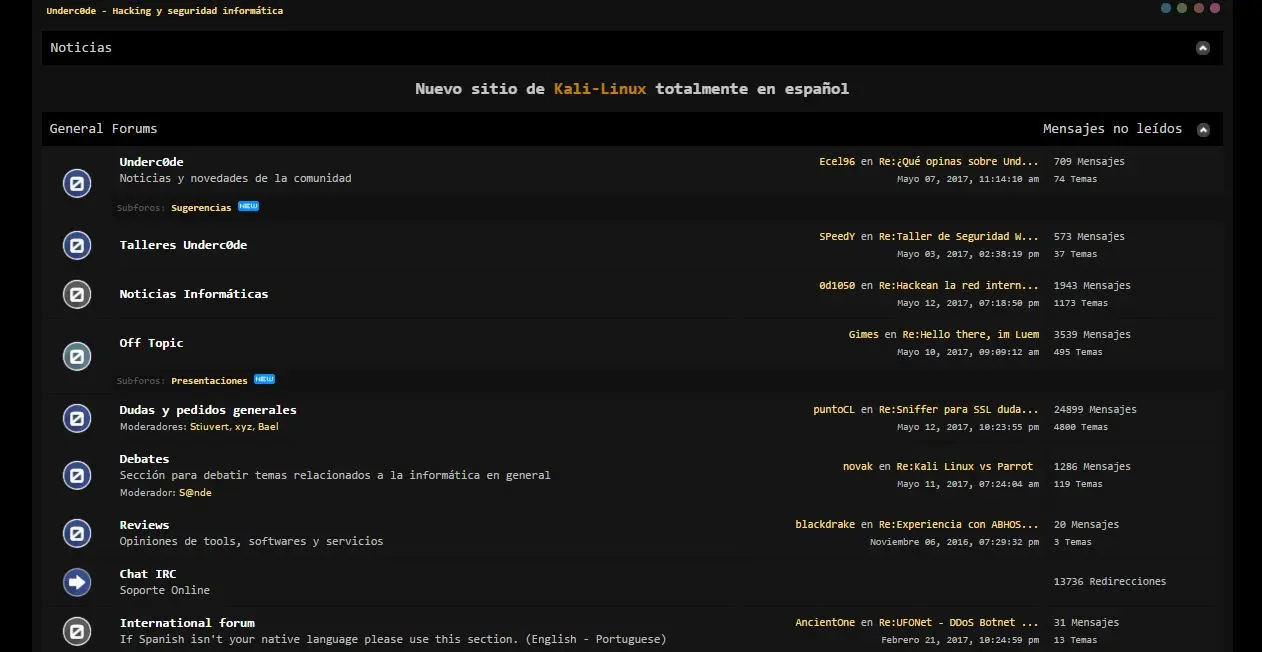 Underc0de - Hacking y seguridad informática
Noticias
Nuevo sitio de Kali-Linux totalmente en español
General Forums Mensajes no leídos
Underc0de
Noticias y novedades de la comunidad
Ecel96 en Re:¿Qué opinas sobre Und... 709 Mensajes
Mayo 07, 2017, 11:14:10 am 74 Temas
Subforos: Sugerencias NEW
Talleres Underc0de
SPeedY en Re:Taller de Seguridad W... 573 Mensajes
Mayo 03, 2017, 02:38:19 pm 37 Temas
Noticias Informáticas
0d1050 en Re:Hackean la red intern... 1943 Mensajes
Mayo 12, 2017, 07:18:50 pm 1173 Temas
Off Topic
Gimes en Re:Hello there, im Luem 3539 Mensajes
Mayo 10, 2017, 09:09:12 am 495 Temas
Subforos: Presentaciones NEW
Dudas y pedidos generales
Moderadores: Stiuvert, xyz, Bael
puntoCL en Re:Sniffer para SSL duda... 24899 Mensajes
Mayo 12, 2017, 10:23:55 pm 4800 Temas
Debates
Sección para debatir temas relacionados a la informática en general
Moderador: S@nde
novak en Re:Kali Linux vs Parrot 1286 Mensajes
Mayo 11, 2017, 07:24:04 am 119 Temas
Reviews
Opiniones de tools, softwares y servicios
blackdrake en Re:Experiencia con ABHOS... 20 Mensajes
Noviembre 06, 2016, 07:29:32 pm 3 Temas
Chat IRC
Soporte Online
13736 Redirecciones
International forum
If Spanish isn't your native language please use this section. (English - Portuguese)
AncientOne en Re:UFONet - DDoS Botnet ... 31 Mensajes
Febrero 21, 2017, 10:24:59 pm 13 Temas